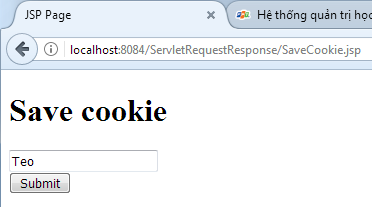 JSP Page
Hệ thống quản trị học
localhost:8084/ServletRequestResponse/SaveCookie.jsp
Save cookie
Teo
Submit